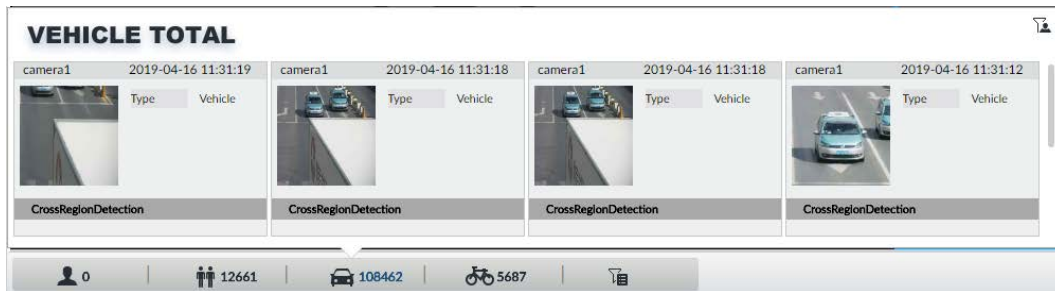 VEHICLE TOTAL
camera1 2019-04-16 11:31:19
Type Vehicle
CrossRegionDetection
camera1 2019-04-16 11:31:18
Type Vehicle
CrossRegionDetection
camera1 2019-04-16 11:31:18
Type Vehicle
CrossRegionDetection
camera1 2019-04-16 11:31:12
Type Vehicle
CrossRegionDetection
0 12661 108462 5687